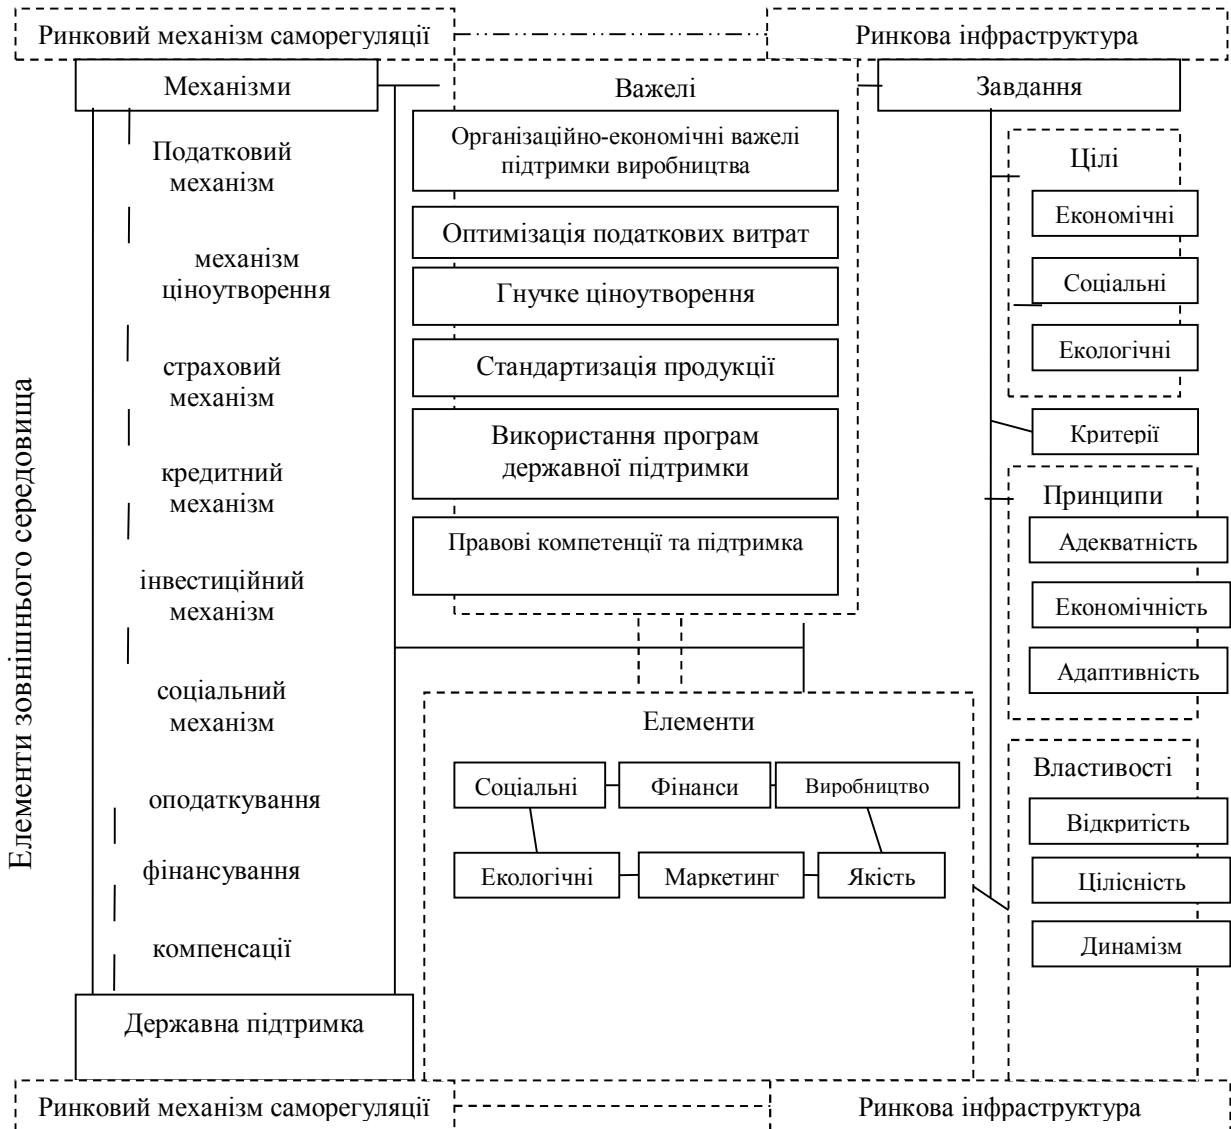 Ринковий механізм саморегуляції
Ринкова інфраструктура
Механізми
Важелі
Завдання
Елементи зовнішнього середовища
Податковий
механізм
механізм
ціноутворення
страховий
механізм
кредитний
механізм
інвестиційний
механізм
соціальний
механізм
оподаткування
фінансування
компенсації
Державна підтримка
Організаційно-економічні важелі
підтримки виробництва
Оптимізація податкових витрат
Гнучке ціноутворення
Стандартизація продукції
Використання програм
державної підтримки
Правові компетенції та підтримка
Елементи
Соціальні
Фінанси
Виробництво
Екологічні
Маркетинг
Якість
Цілі
Економічні
Соціальні
Екологічні
Критерії
Принципи
Адекватність
Економічність
Адаптивність
Властивості
Відкритість
Цілісність
Динамізм
Ринковий механізм саморегуляції
Ринкова інфраструктура